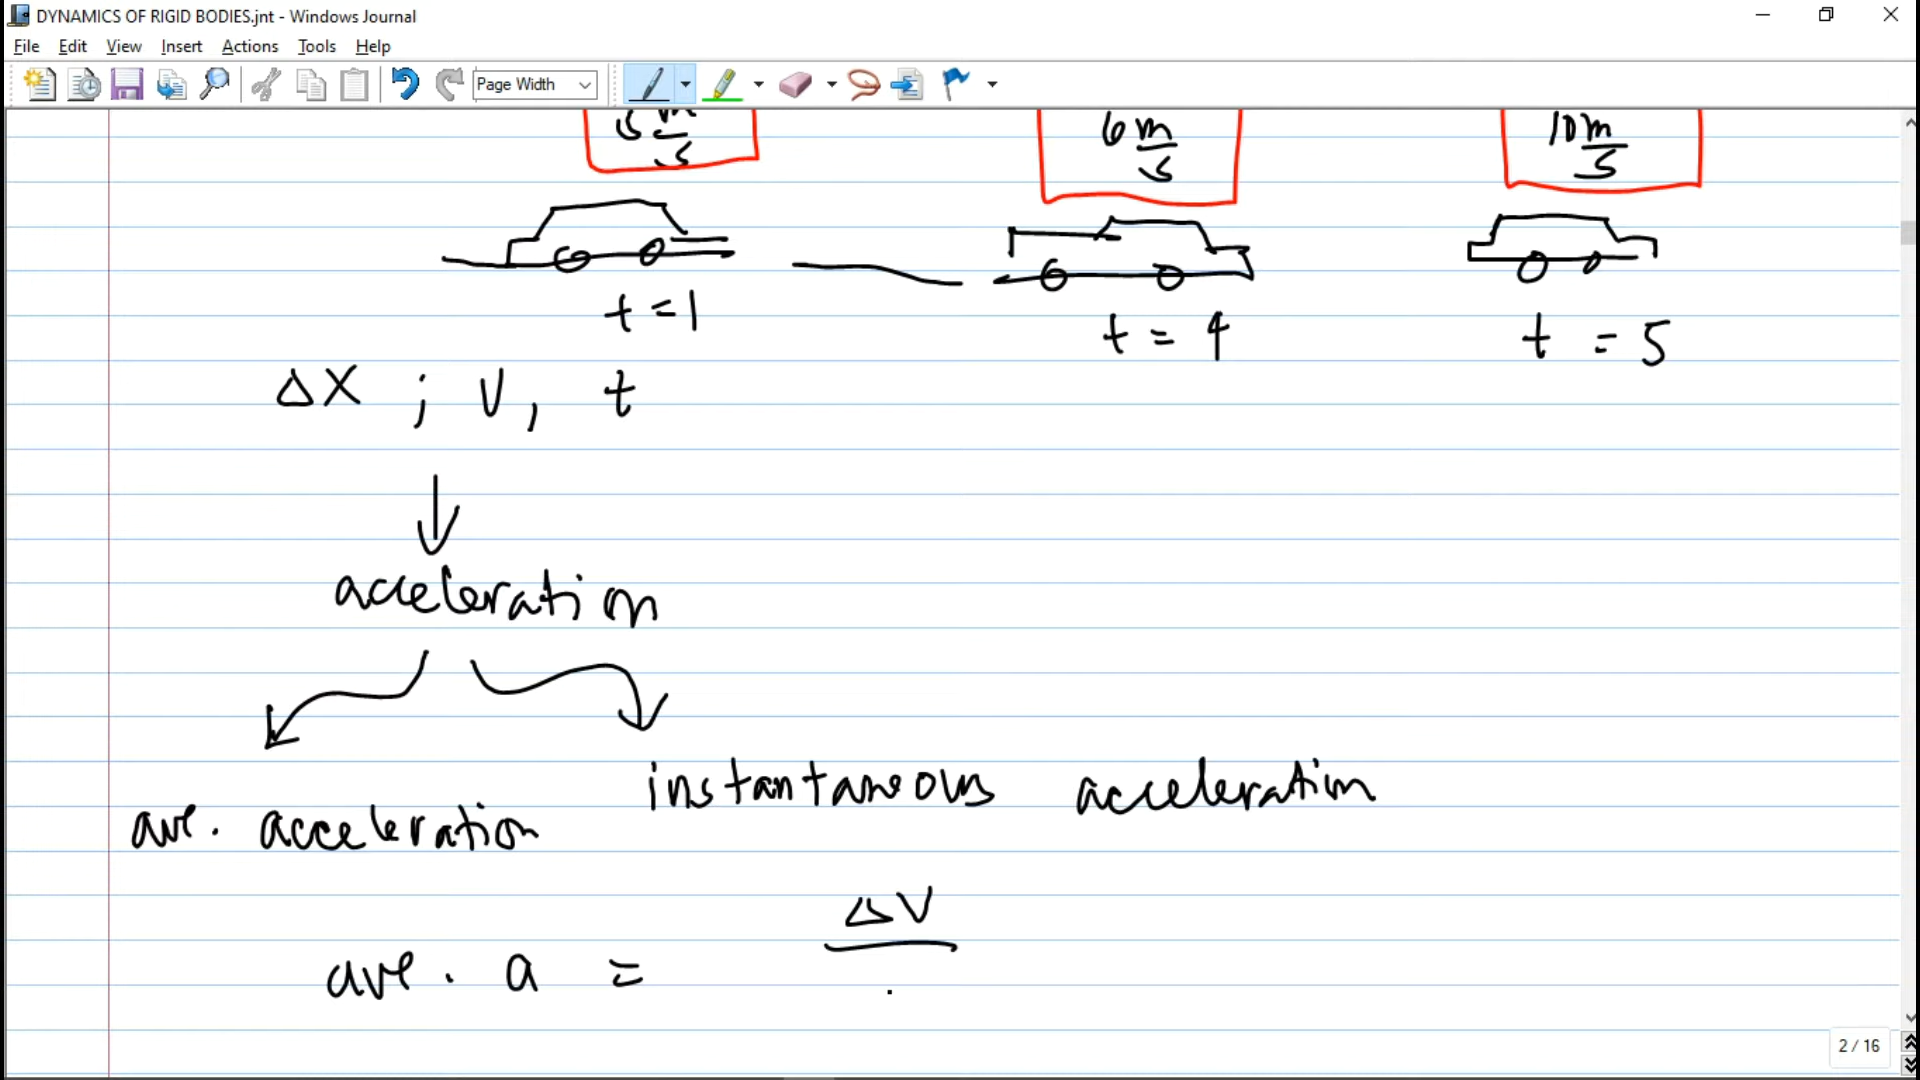 DYNAMICS OF RIGID BODIES.jnt - Windows Journal
File Edit View Insert Actions Tools Help
Page Width
m 6 m 10 m
s s s
t = 1 t = 4 t = 5
ΔX ; V, t
acceleration
instantaneous acceleration
ave. acceleration
ΔV
ave. a =
2 / 16